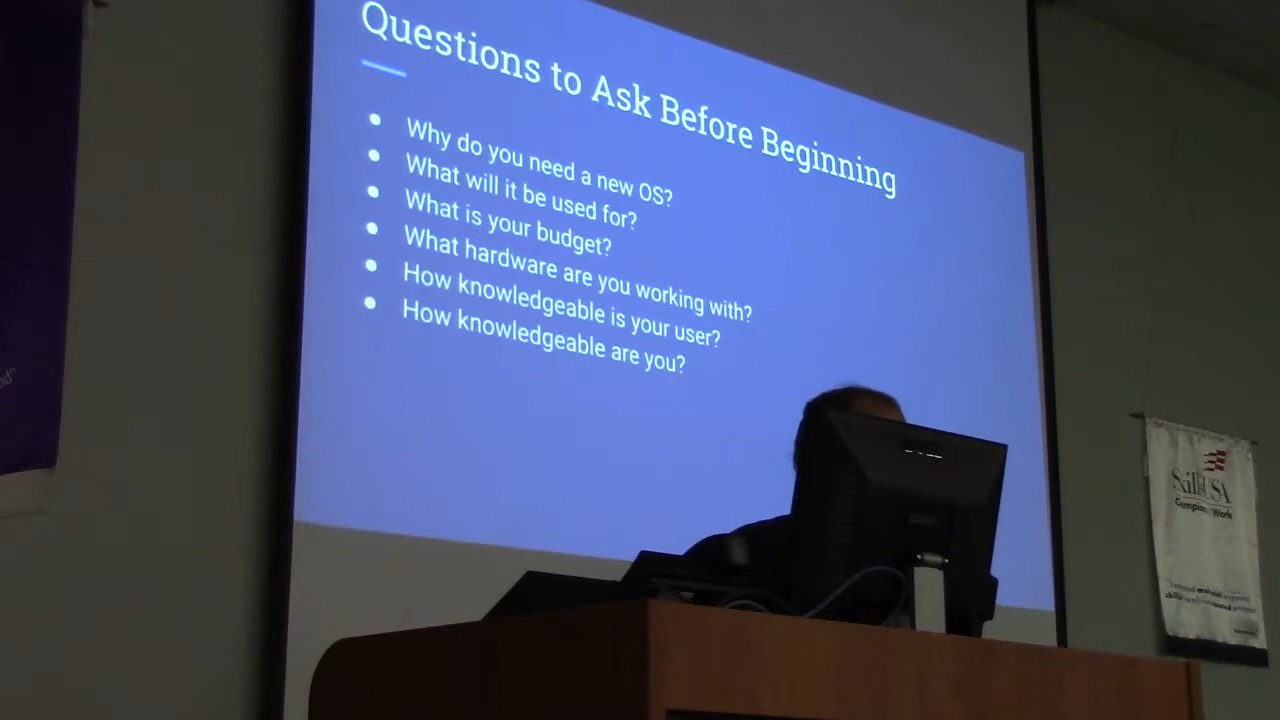 Questions to Ask Before Beginning
Why do you need a new OS?
What will it be used for?
What is your budget?
What hardware are you working with?
How knowledgeable is your user?
How knowledgeable are you?
SkillsUSA